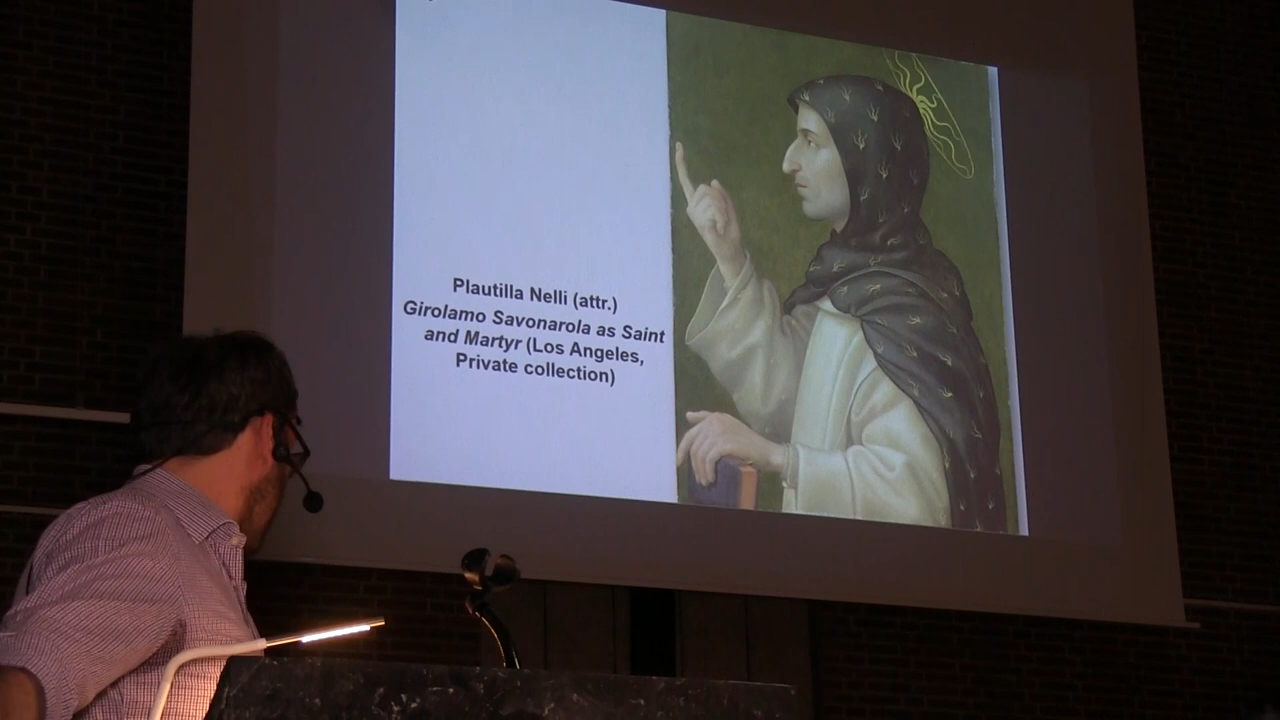 Plautilla Nelli (attr.)
Girolamo Savonarola as Saint
and Martyr (Los Angeles,
Private collection)